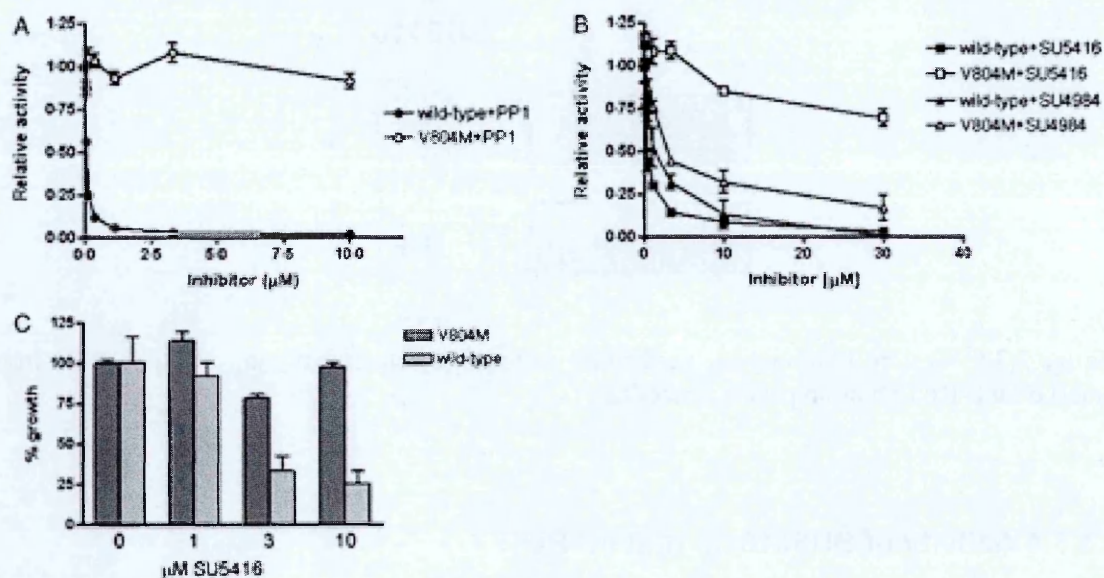 A
1·25
1·00
0·75
0·50
0·25
0·00
Relative activity
0·0
2·5
5·0
7·5
10·0
Inhibitor (µM)
wild-type+PP1
V804M+PP1
B
1·25
1·00
0·75
0·50
0·25
0·00
Relative activity
0
10
20
30
40
Inhibitor [µM]
wild-type+SU5416
V804M+SU5416
wild-type+SU4984
V804M+SU4984
C
125
100
75
50
25
0
% growth
0
1
3
10
µM SU5416
V804M
wild-type